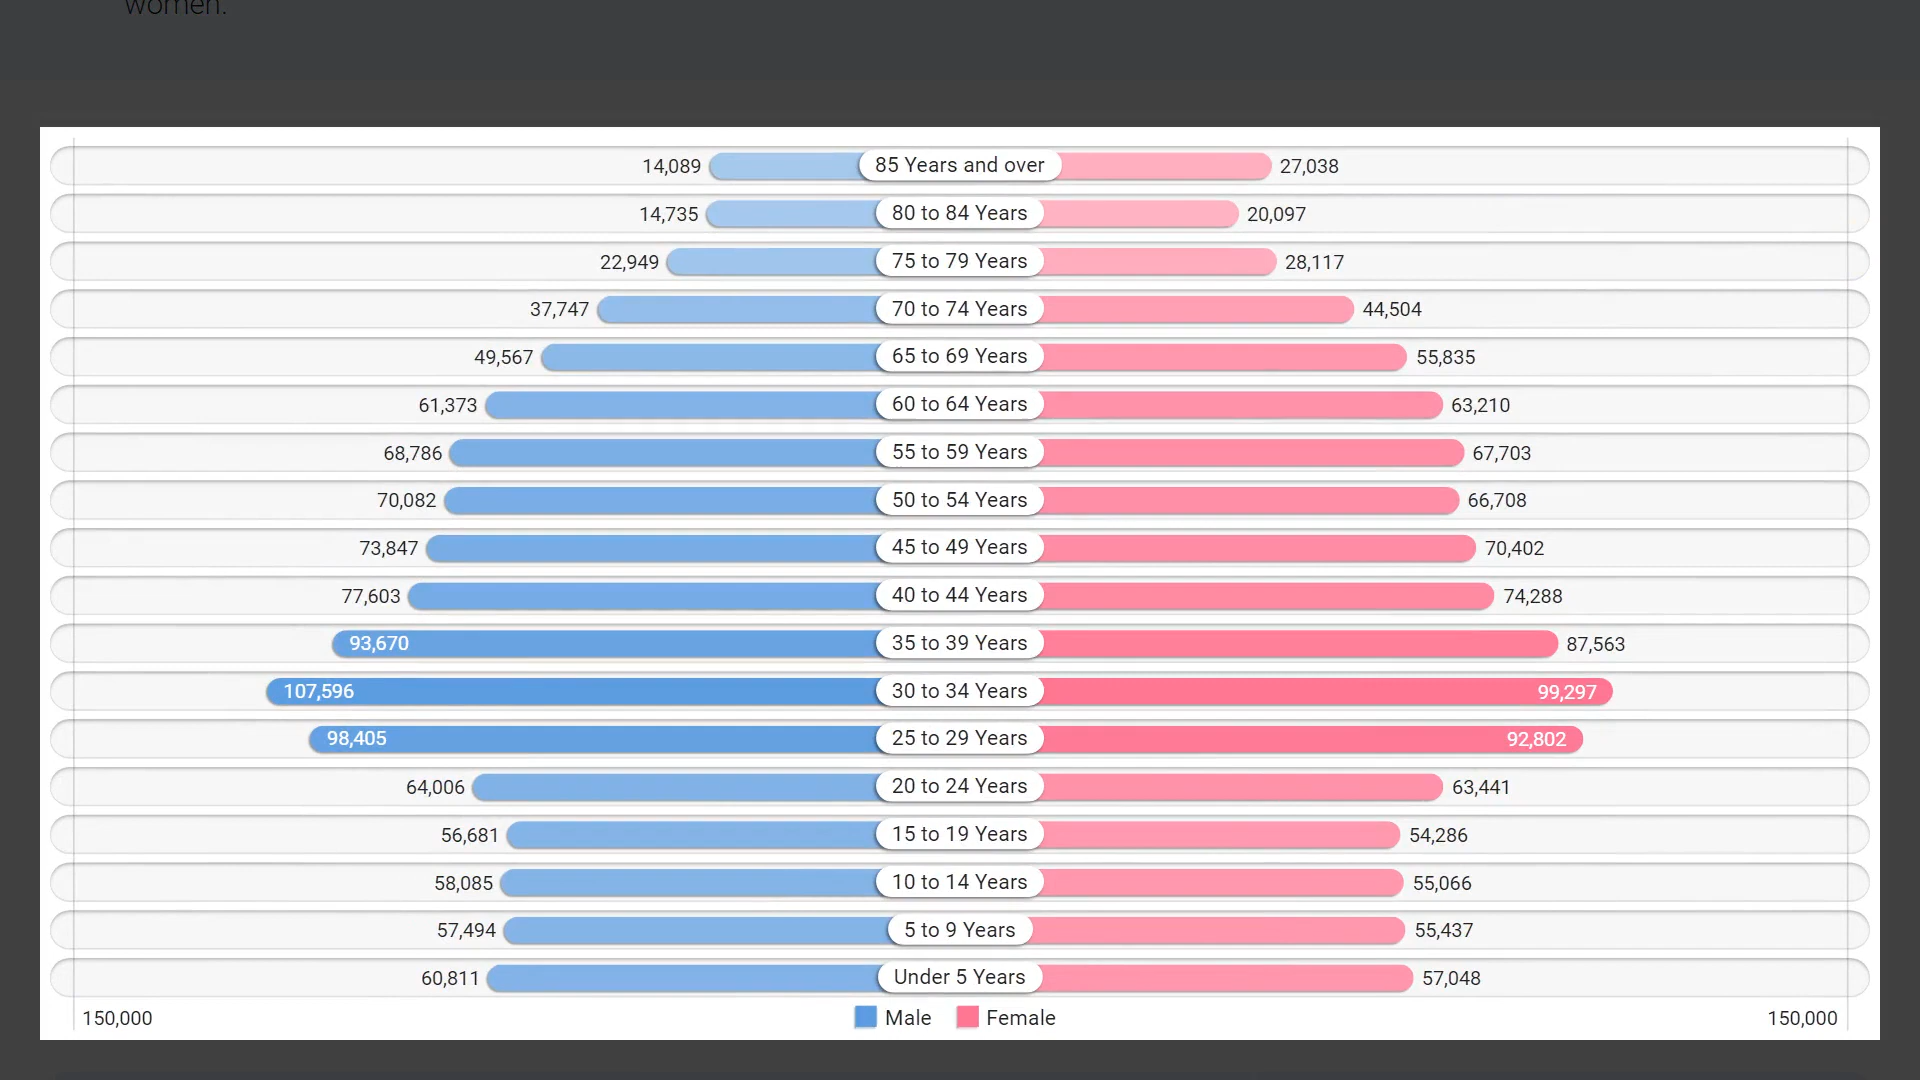 women.
14,089 85 Years and over 27,038
14,735 80 to 84 Years 20,097
22,949 75 to 79 Years 28,117
37,747 70 to 74 Years 44,504
49,567 65 to 69 Years 55,835
61,373 60 to 64 Years 63,210
68,786 55 to 59 Years 67,703
70,082 50 to 54 Years 66,708
73,847 45 to 49 Years 70,402
77,603 40 to 44 Years 74,288
93,670 35 to 39 Years 87,563
107,596 30 to 34 Years 99,297
98,405 25 to 29 Years 92,802
64,006 20 to 24 Years 63,441
56,681 15 to 19 Years 54,286
58,085 10 to 14 Years 55,066
57,494 5 to 9 Years 55,437
60,811 Under 5 Years 57,048
150,000 Male Female 150,000